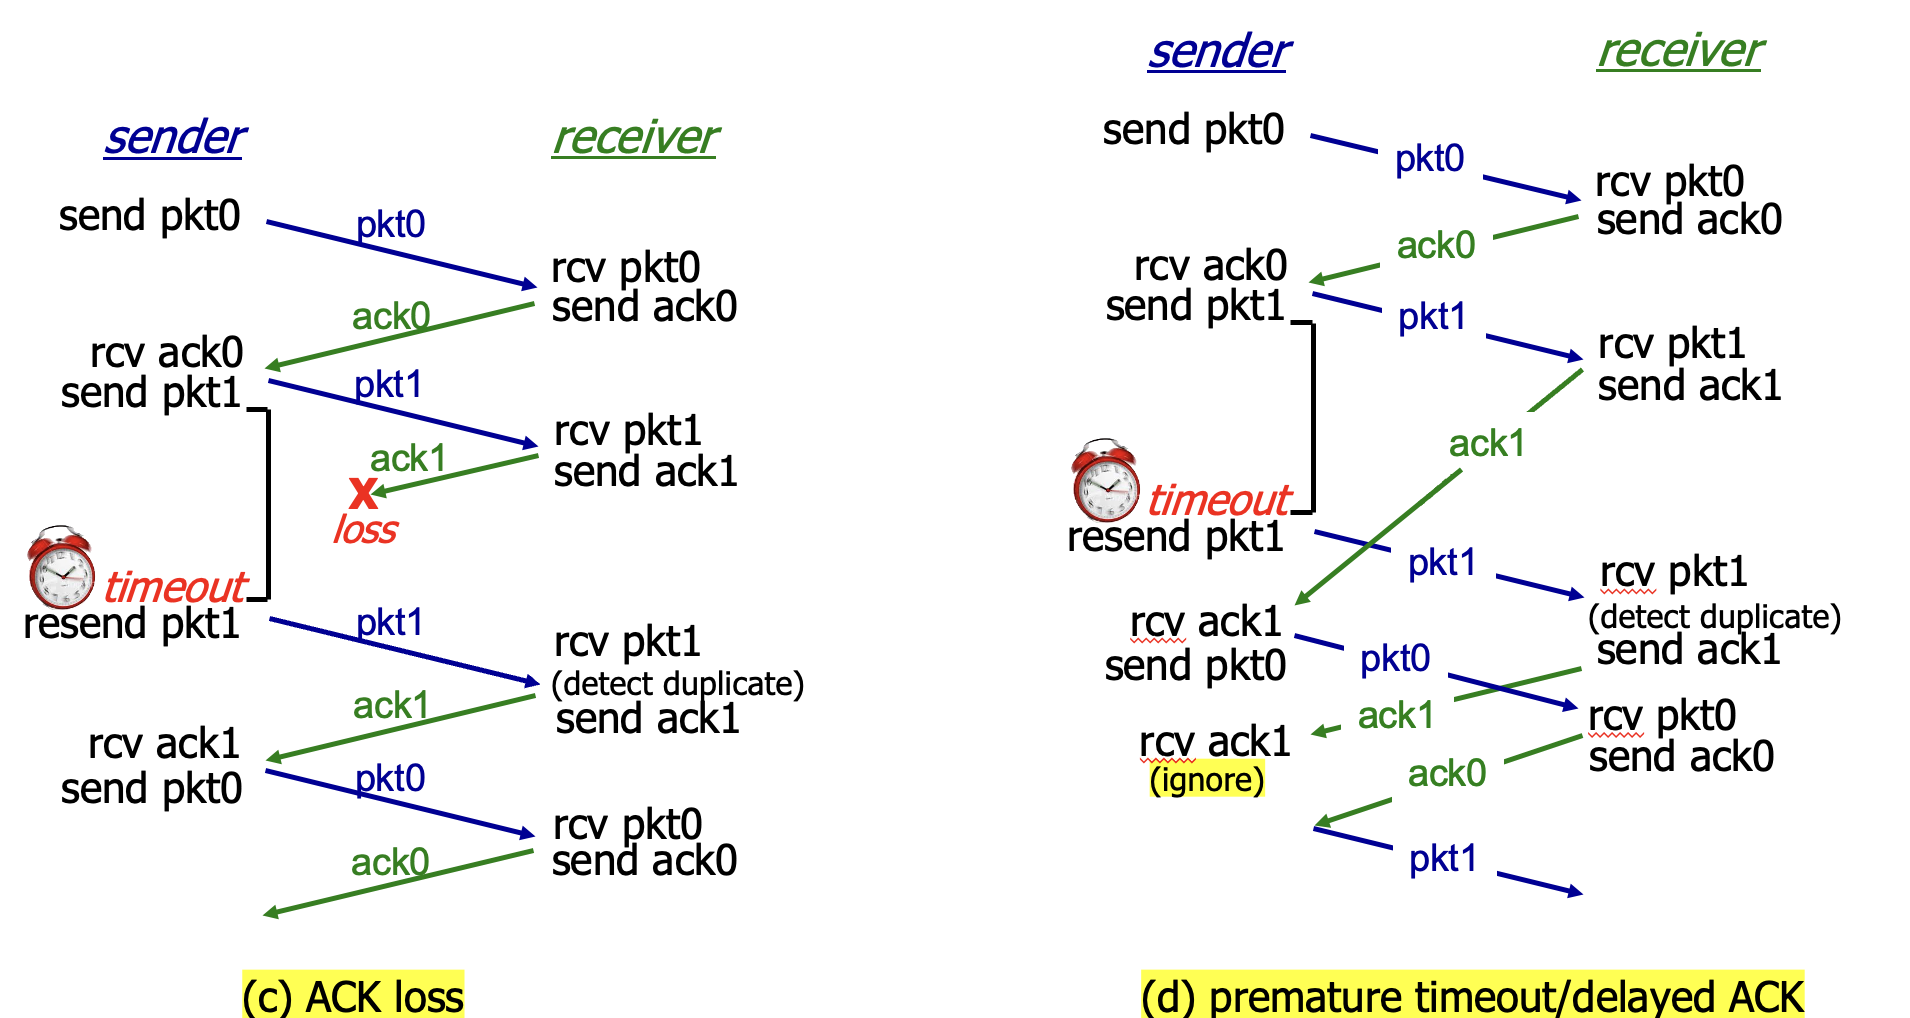 sender
receiver
send pkt0
pkt0
rcv pkt0
send ack0
ack0
rcv ack0
send pkt1
pkt1
rcv pkt1
send ack1
ack1
X
loss
timeout
resend pkt1
pkt1
rcv pkt1
(detect duplicate)
send ack1
ack1
rcv ack1
send pkt0
pkt0
rcv pkt0
send ack0
ack0
(c) ACK loss
sender
receiver
send pkt0
pkt0
rcv pkt0
send ack0
ack0
rcv ack0
send pkt1
pkt1
rcv pkt1
send ack1
ack1
timeout
resend pkt1
pkt1
rcv pkt1
(detect duplicate)
send ack1
rcv ack1
send pkt0
pkt0
ack1
rcv ack1
(ignore)
rcv pkt0
send ack0
ack0
pkt1
(d) premature timeout/delayed ACK